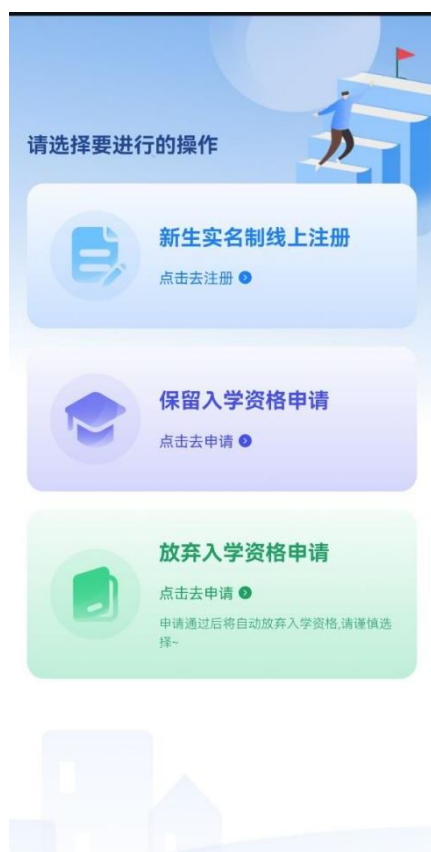 请选择要进行的操作
新生实名制线上注册
点击去注册
保留入学资格申请
点击去申请
放弃入学资格申请
点击去申请
申请通过后将自动放弃入学资格,请谨慎选
择~